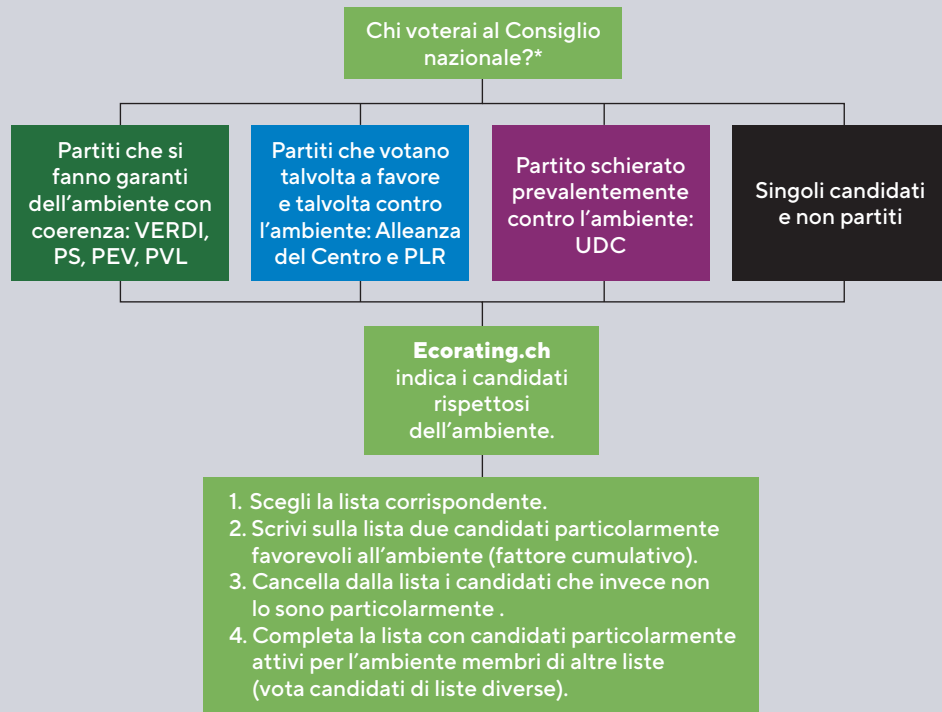 Chi voterai al Consiglio
nazionale?*
Partiti che si
fanno garanti
dell'ambiente con
coerenza: VERDI,
PS, PEV, PVL
Partiti che votano
talvolta a favore
e talvolta contro
l'ambiente: Alleanza
del Centro e PLR
Partito schierato
prevalentemente
contro l'ambiente:
UDC
Singoli candidati
e non partiti
Ecorating.ch
indica i candidati
rispettosi
dell'ambiente.
1. Scegli la lista corrispondente.
2. Scrivi sulla lista due candidati particolarmente
favorevoli all'ambiente (fattore cumulativo).
3. Cancella dalla lista i candidati che invece non
lo sono particolarmente .
4. Completa la lista con candidati particolarmente
attivi per l'ambiente membri di altre liste
(vota candidati di liste diverse).